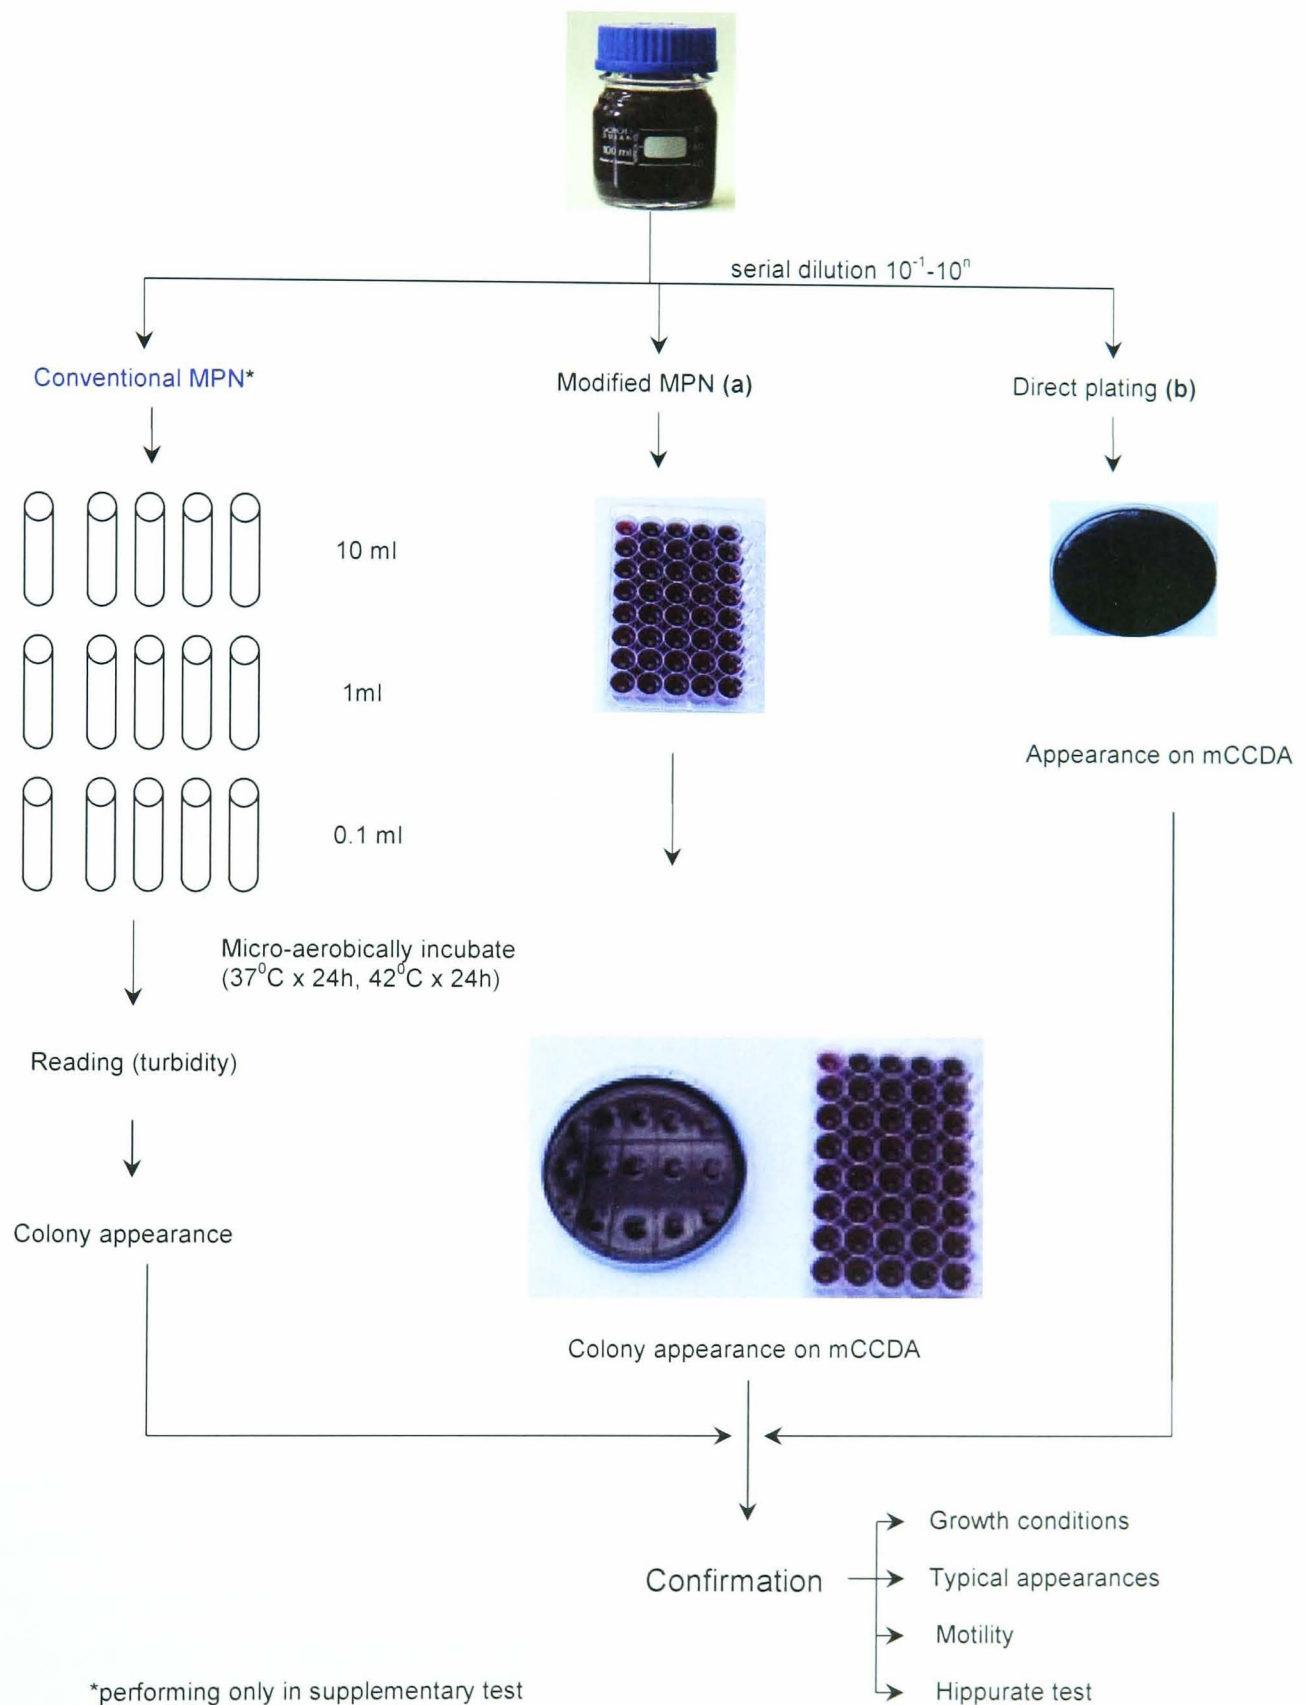 100 ml
serial dilution 10⁻¹-10ⁿ
Conventional MPN*
Modified MPN (a)
Direct plating (b)
10 ml
1ml
0.1 ml
Appearance on mCCDA
Micro-aerobically incubate
(37⁰C x 24h, 42⁰C x 24h)
Reading (turbidity)
Colony appearance
Colony appearance on mCCDA
Confirmation
Growth conditions
Typical appearances
Motility
Hippurate test
*performing only in supplementary test